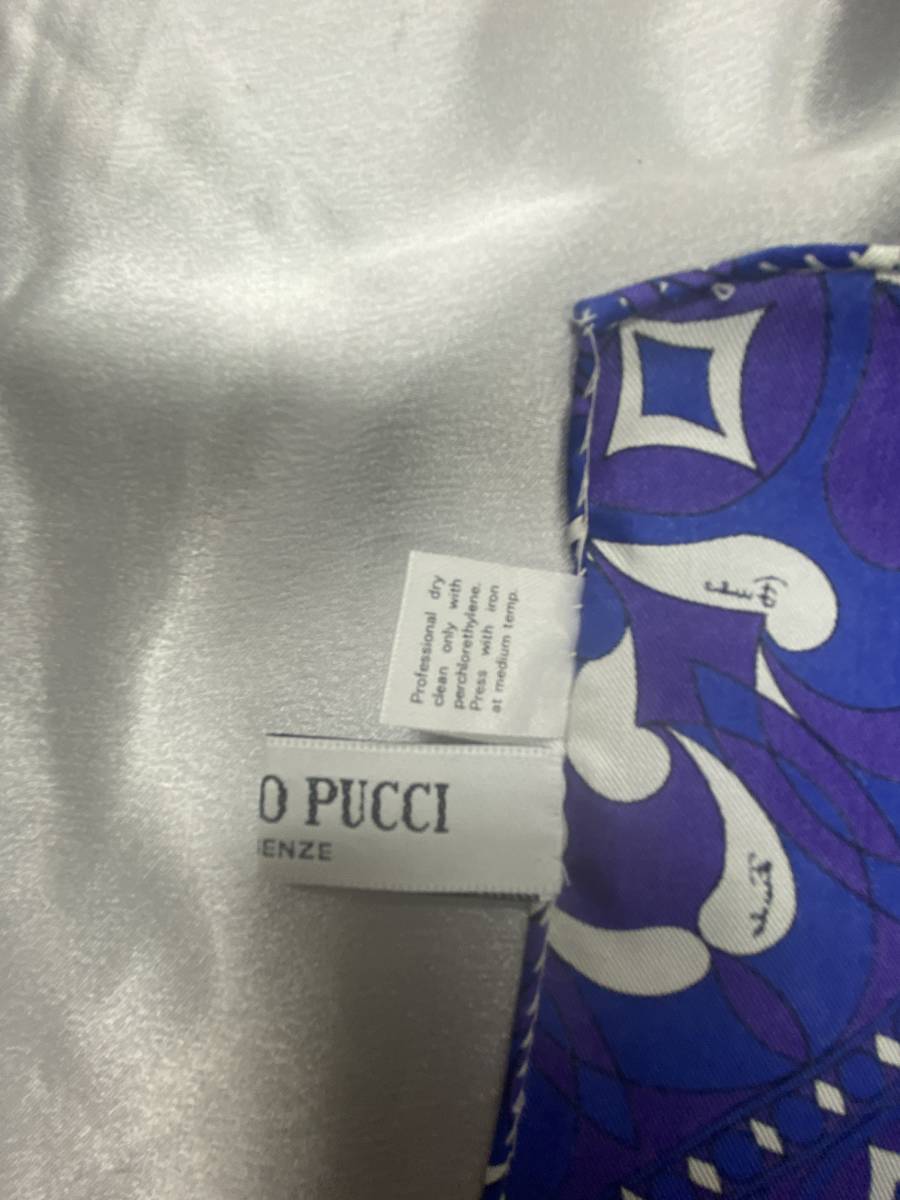 Professional dry
clean only with
perchlorethylene.
Press with iron
at medium temp.
O PUCCI
ENZE